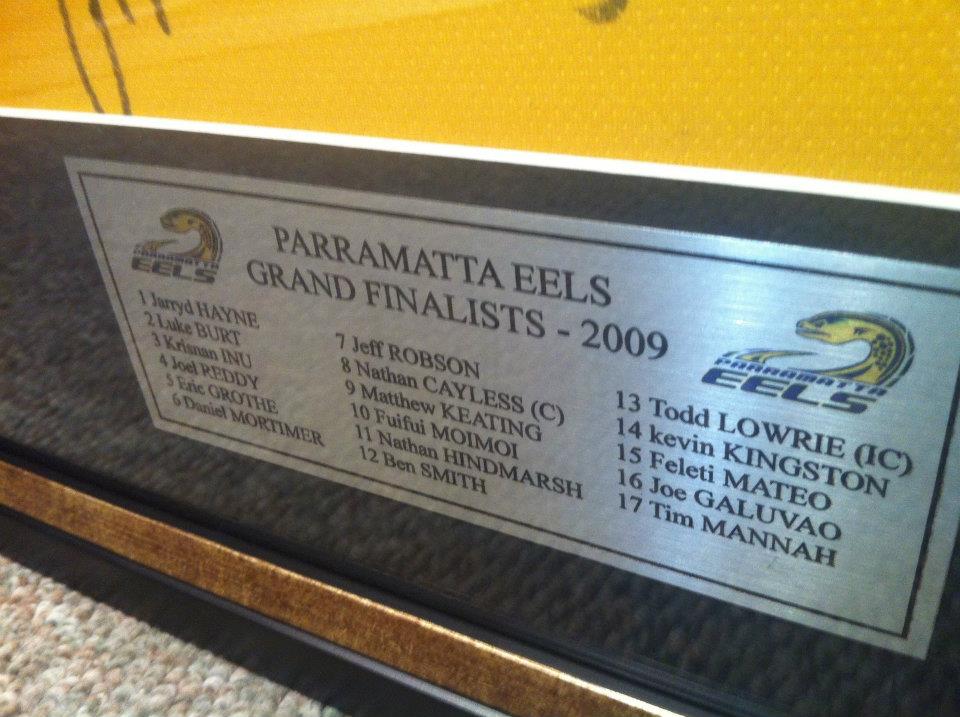 PARRAMATTA
EELS
PARRAMATTA EELS
GRAND FINALISTS - 2009
PARRAMATTA
EELS
1 Jarryd HAYNE
2 Luke BURT
3 Krisnan INU
4 Joel REDDY
5 Eric GROTHE
6 Daniel MORTIMER
7 Jeff ROBSON
8 Nathan CAYLESS (C)
9 Matthew KEATING
10 Fuifui MOIMOI
11 Nathan HINDMARSH
12 Ben SMITH
13 Todd LOWRIE (IC)
14 kevin KINGSTON
15 Feleti MATEO
16 Joe GALUVAO
17 Tim MANNAH